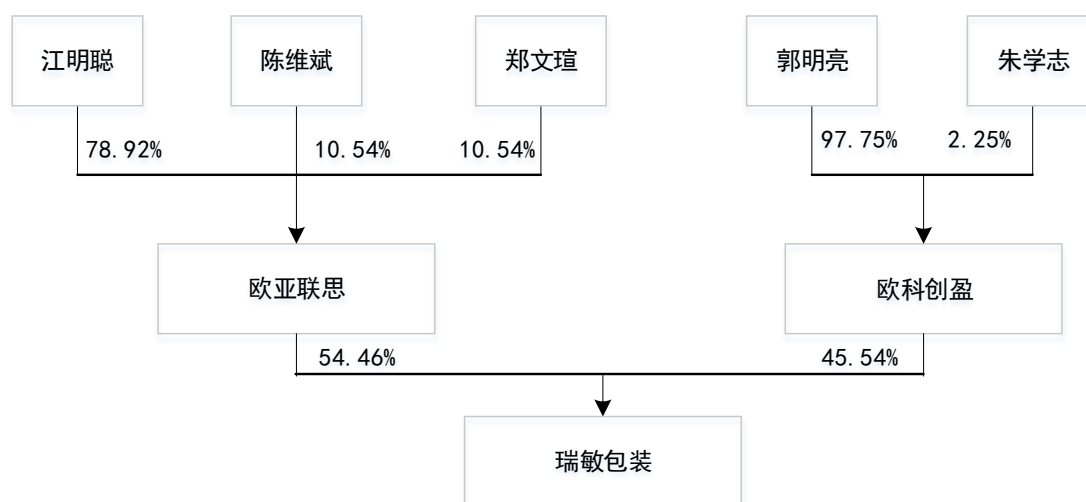 江明聪 陈维斌 郑文瑄 郭明亮 朱学志
78.92% 10.54% 10.54% 97.75% 2.25%
欧亚联思 欧科创盈
54.46% 45.54%
瑞敏包装